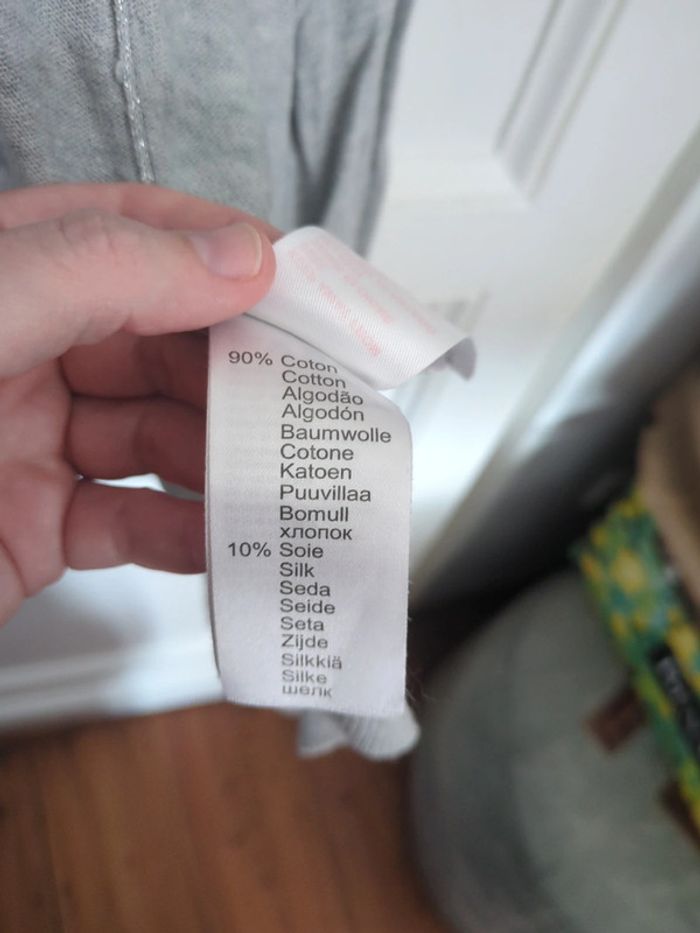 90% Coton
Cotton
Algodão
Algodón
Baumwolle
Cotone
Katoen
Puuvillaa
Bomull
хлопок
10% Soie
Silk
Seda
Seide
Seta
Zijde
Silkkiä
Silke
шелк